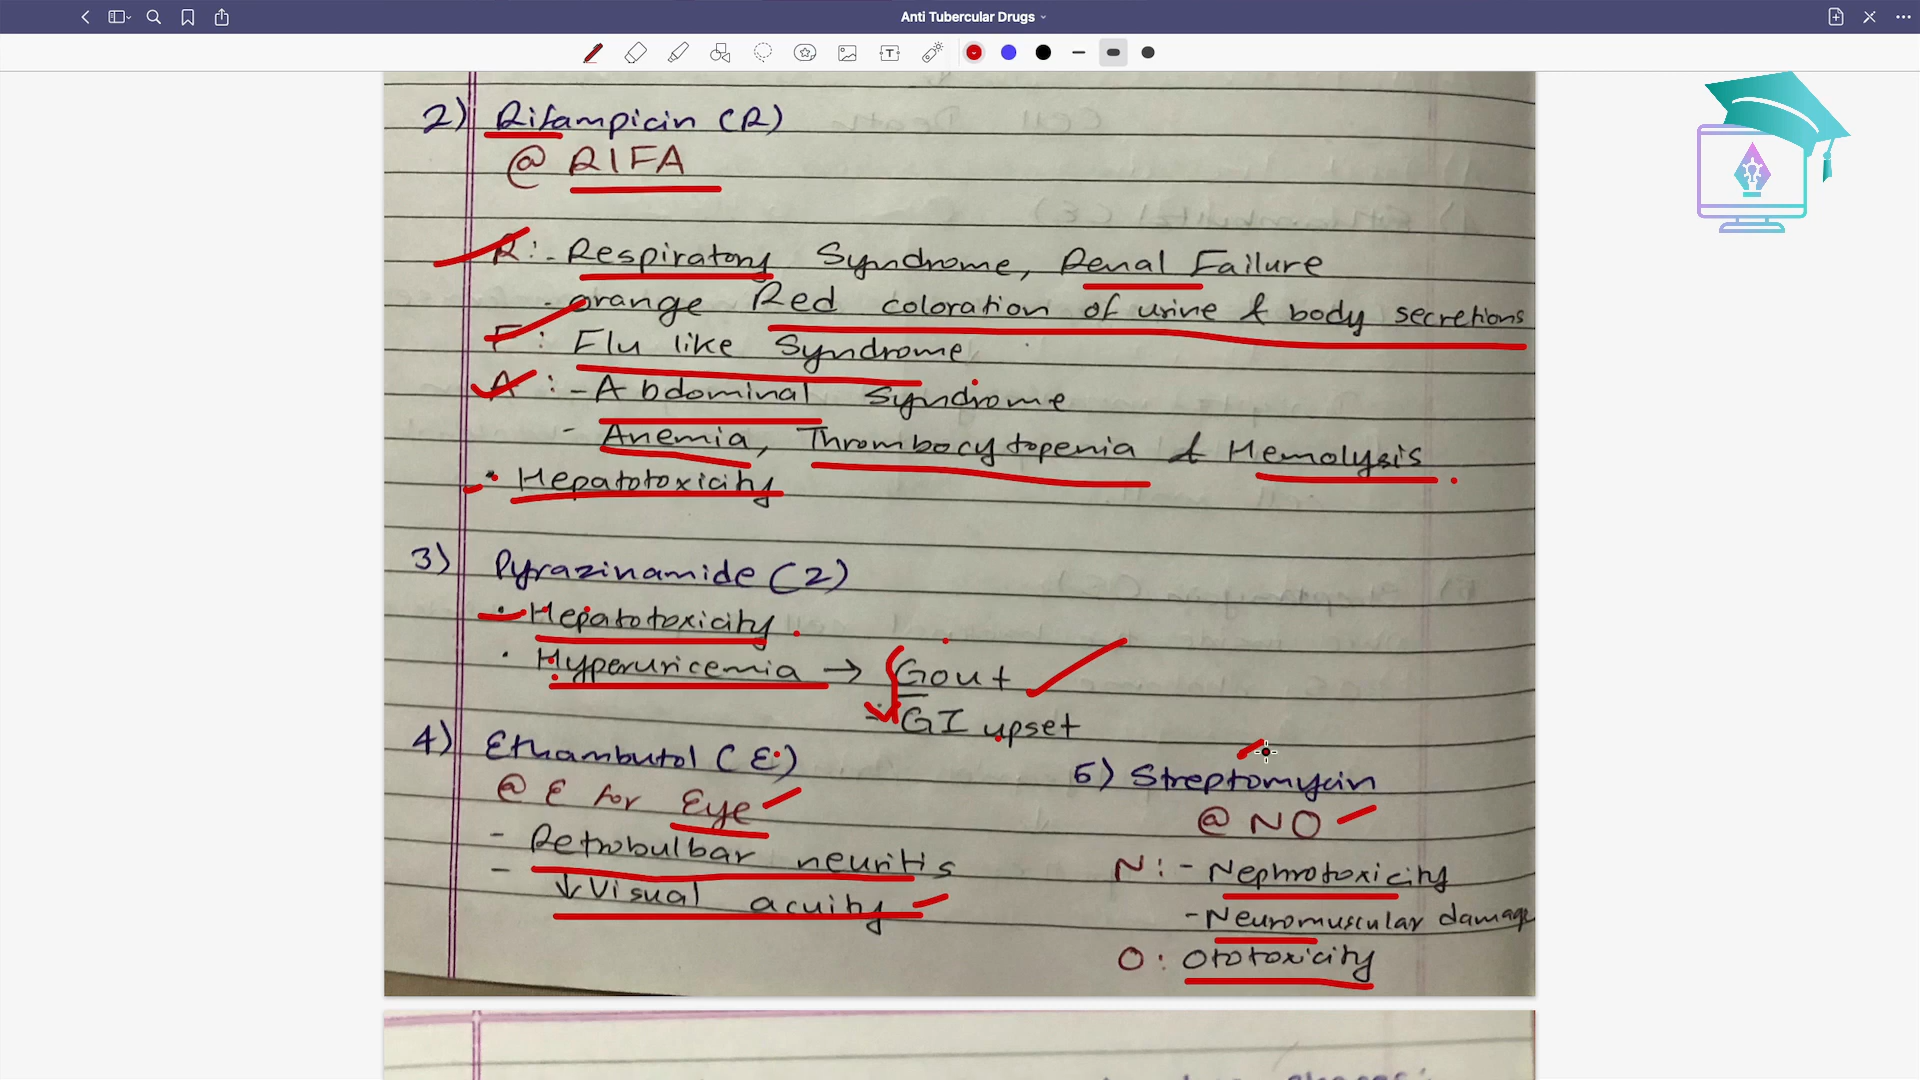 Anti Tubercular Drugs
2) Rifampicin (R)
@ RIFA
R : - Respiratory Syndrome, Renal Failure
- orange Red coloration of urine & body secretions
F : Flu like Syndrome
A : - Abdominal Syndrome
- Anemia, Thrombocytopenia & Hemolysis
• Hepatotoxicity
3) Pyrazinamide (Z)
• Hepatotoxicity
• Hyperuricemia → Gout
- GI upset
4) Ethambutol (E)
@ E for Eye
- Retrobulbar neuritis
- ↓ Visual acuity
5) Streptomycin
@ NO
N : - Nephrotoxicity
- Neuromuscular damage
O : Ototoxicity